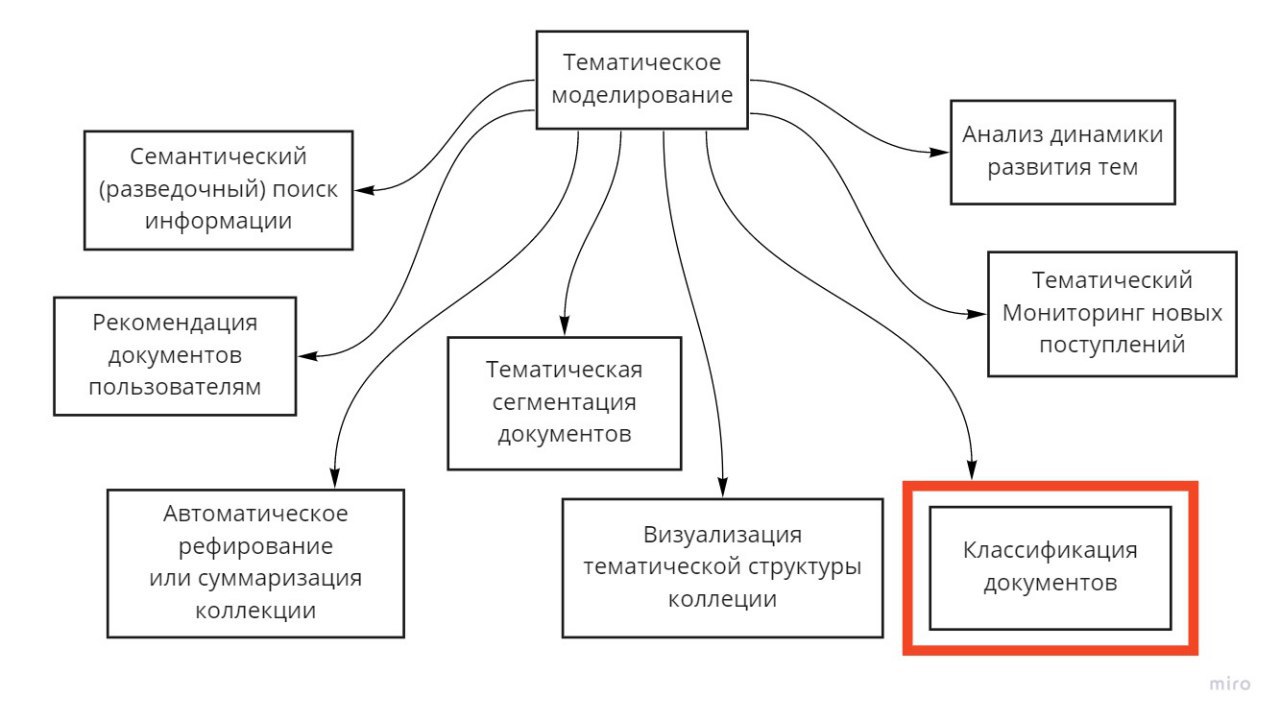 Тематическое
моделирование
Анализ динамики
развития тем
Семантический
(разведочный) поиск
информации
Тематический
Мониторинг новых
поступлений
Рекомендация
документов
пользователям
Тематическая
сегментация
документов
Автоматическое
рефирование
или суммаризация
коллекции
Визуализация
тематической структуры
коллеции
Классификация
документов
miro